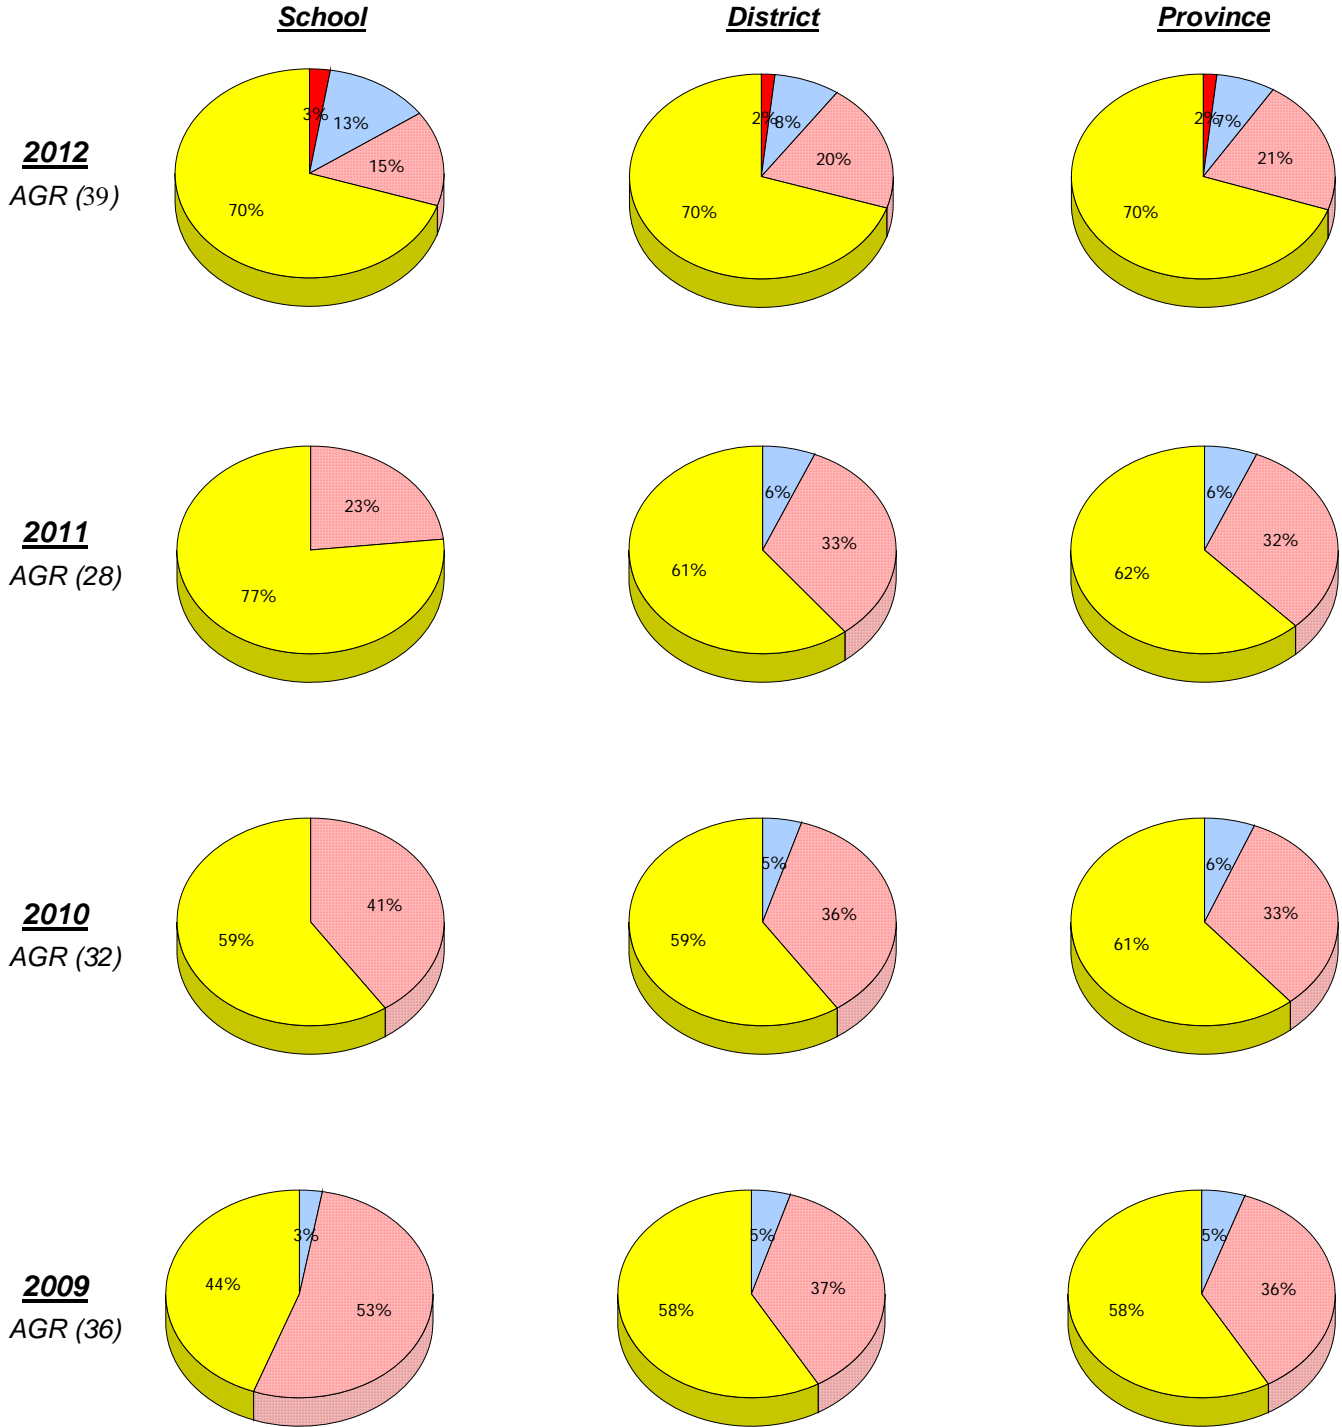 School District Province
2012
AGR (39)
3% 13% 15% 70%
2% 8% 20% 70%
2% 7% 21% 70%
2011
AGR (28)
23% 77%
6% 33% 61%
6% 32% 62%
2010
AGR (32)
41% 59%
5% 36% 59%
6% 33% 61%
2009
AGR (36)
3% 53% 44%
5% 37% 58%
5% 36% 58%